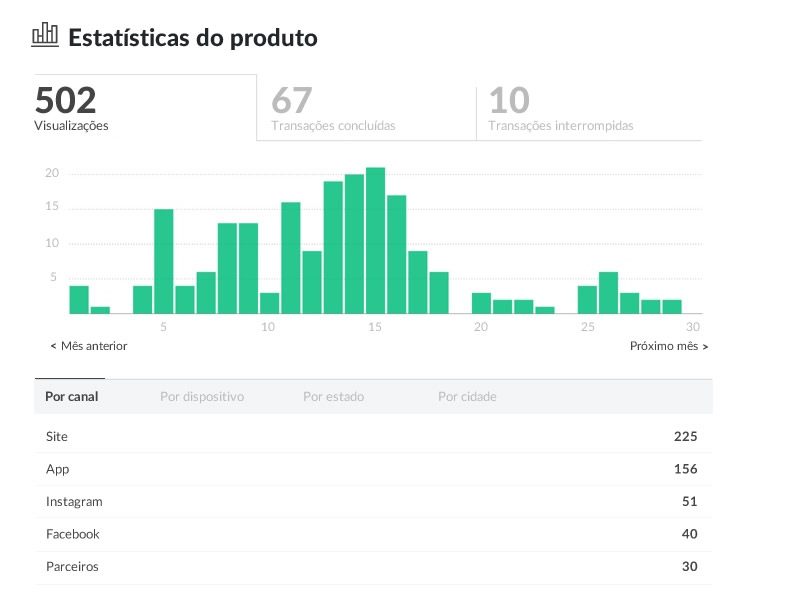 Estatísticas do produto
502 67 10
Visualizações Transações concluídas Transações interrompidas
20
15
10
5
5 10 15 20 25 30
< Mês anterior Próximo mês >
Por canal Por dispositivo Por estado Por cidade
Site 225
App 156
Instagram 51
Facebook 40
Parceiros 30